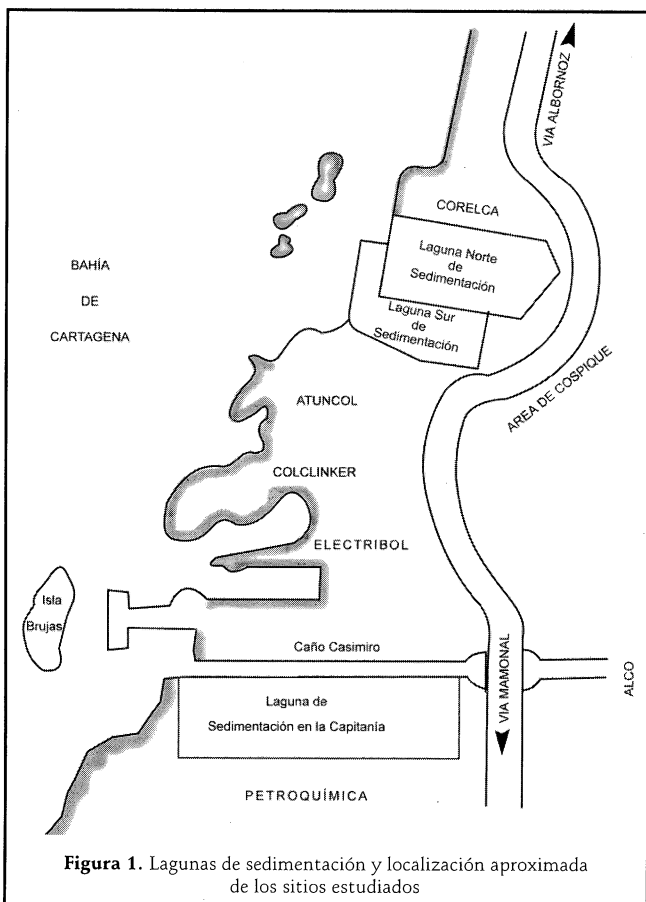 VIA ALBORNOZ
CORELCA
Laguna Norte
de
Sedimentación
BAHÍA
DE
CARTAGENA
Laguna Sur
de
Sedimentación
AREA DE COSPIQUE
ATUNCOL
COLCLINKER
ELECTRIBOL
Isla
Brujas
Caño Casimiro
VIA MAMONAL
ALCO
Laguna de
Sedimentación en la Capitanía
PETROQUÍMICA
Figura 1. Lagunas de sedimentación y localización aproximada
de los sitios estudiados